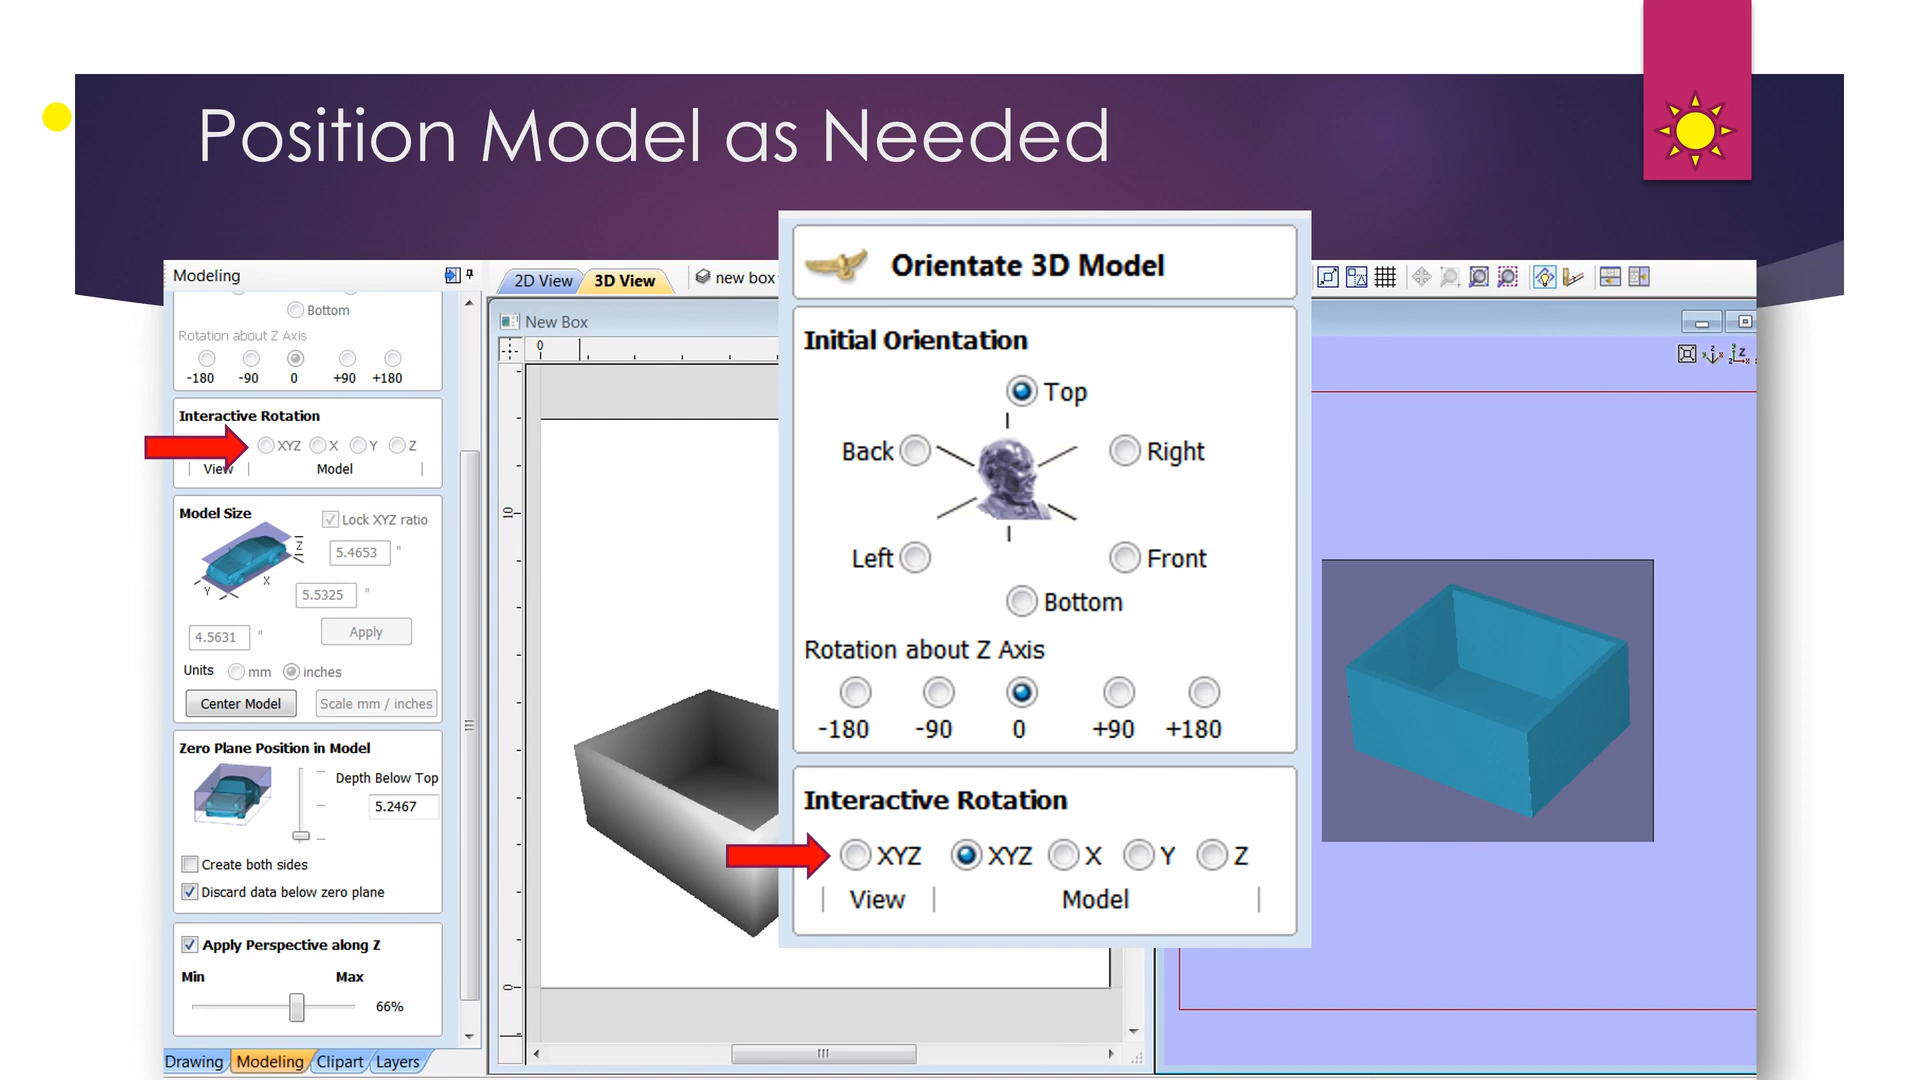 Position Model as Needed
Modeling
Bottom
Rotation about Z Axis
-180 -90 0 +90 +180
Interactive Rotation
XYZ X Y Z
View Model
Model Size
Lock XYZ ratio
Z
5.4653 "
X
Y
5.5325 "
4.5631 "
Apply
Units mm inches
Center Model Scale mm / inches
Zero Plane Position in Model
Depth Below Top
5.2467
Create both sides
Discard data below zero plane
Apply Perspective along Z
Min Max
66%
Drawing Modeling Clipart Layers
2D View 3D View new box
New Box
0
10
0
Orientate 3D Model
Initial Orientation
Top
Back Right
Left Front
Bottom
Rotation about Z Axis
-180 -90 0 +90 +180
Interactive Rotation
XYZ XYZ X Y Z
View Model